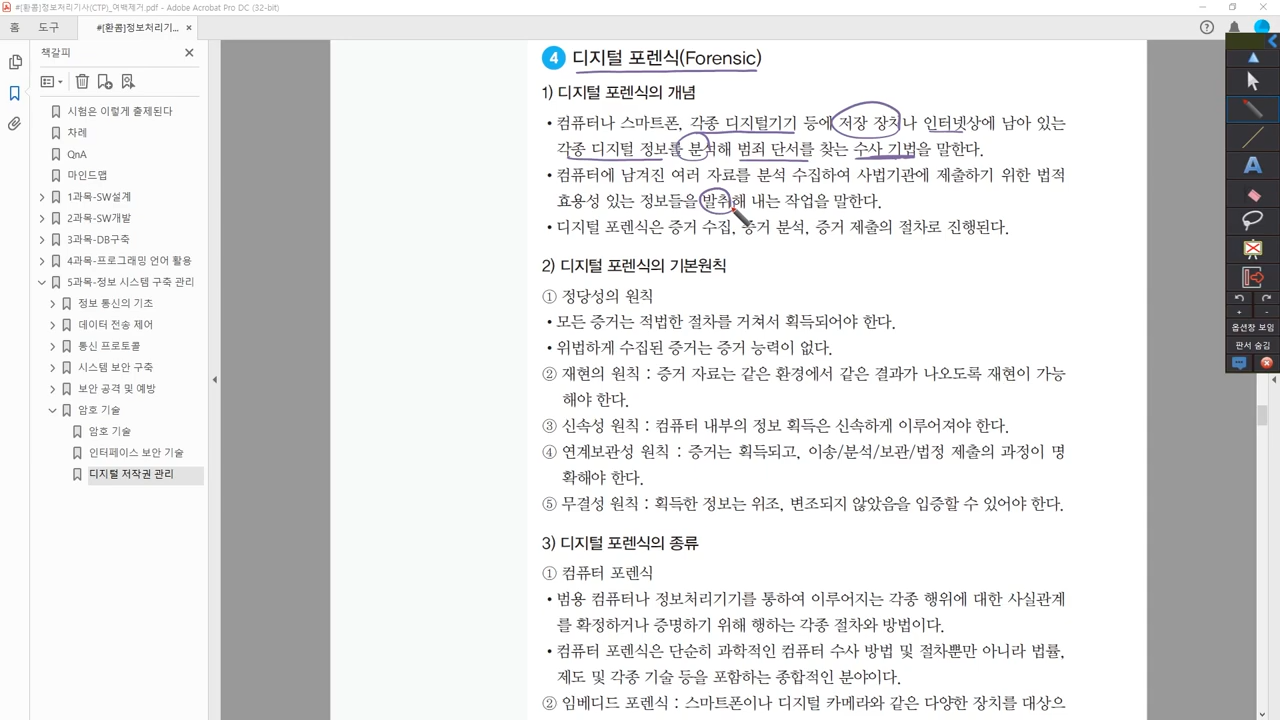 #[환콤]정보처리기사(CTP)_여백제거.pdf - Adobe Acrobat Pro DC (32-bit)
홈 도구 #[환콤]정보처리기... ×
책갈피
시험은 이렇게 출제된다
차례
QnA
마인드맵
1과목-SW설계
2과목-SW개발
3과목-DB구축
4과목-프로그래밍 언어 활용
5과목-정보 시스템 구축 관리
정보 통신의 기초
데이터 전송 제어
통신 프로토콜
시스템 보안 구축
보안 공격 및 예방
암호 기술
암호 기술
인터페이스 보안 기술
디지털 저작권 관리
4 디지털 포렌식(Forensic)
1) 디지털 포렌식의 개념
• 컴퓨터나 스마트폰, 각종 디지털기기 등에 저장 장치나 인터넷상에 남아 있는
각종 디지털 정보를 분석해 범죄 단서를 찾는 수사 기법을 말한다.
• 컴퓨터에 남겨진 여러 자료를 분석 수집하여 사법기관에 제출하기 위한 법적
효용성 있는 정보들을 발취해 내는 작업을 말한다.
• 디지털 포렌식은 증거 수집, 증거 분석, 증거 제출의 절차로 진행된다.
2) 디지털 포렌식의 기본원칙
① 정당성의 원칙
• 모든 증거는 적법한 절차를 거쳐서 획득되어야 한다.
• 위법하게 수집된 증거는 증거 능력이 없다.
② 재현의 원칙 : 증거 자료는 같은 환경에서 같은 결과가 나오도록 재현이 가능
해야 한다.
③ 신속성 원칙 : 컴퓨터 내부의 정보 획득은 신속하게 이루어져야 한다.
④ 연계보관성 원칙 : 증거는 획득되고, 이송/분석/보관/법정 제출의 과정이 명
확해야 한다.
⑤ 무결성 원칙 : 획득한 정보는 위조, 변조되지 않았음을 입증할 수 있어야 한다.
3) 디지털 포렌식의 종류
① 컴퓨터 포렌식
• 범용 컴퓨터나 정보처리기기를 통하여 이루어지는 각종 행위에 대한 사실관계
를 확정하거나 증명하기 위해 행하는 각종 절차와 방법이다.
• 컴퓨터 포렌식은 단순히 과학적인 컴퓨터 수사 방법 및 절차뿐만 아니라 법률,
제도 및 각종 기술 등을 포함하는 종합적인 분야이다.
② 임베디드 포렌식 : 스마트폰이나 디지털 카메라와 같은 다양한 장치를 대상으
A
+ -
옵션창 보임
판서 숨김